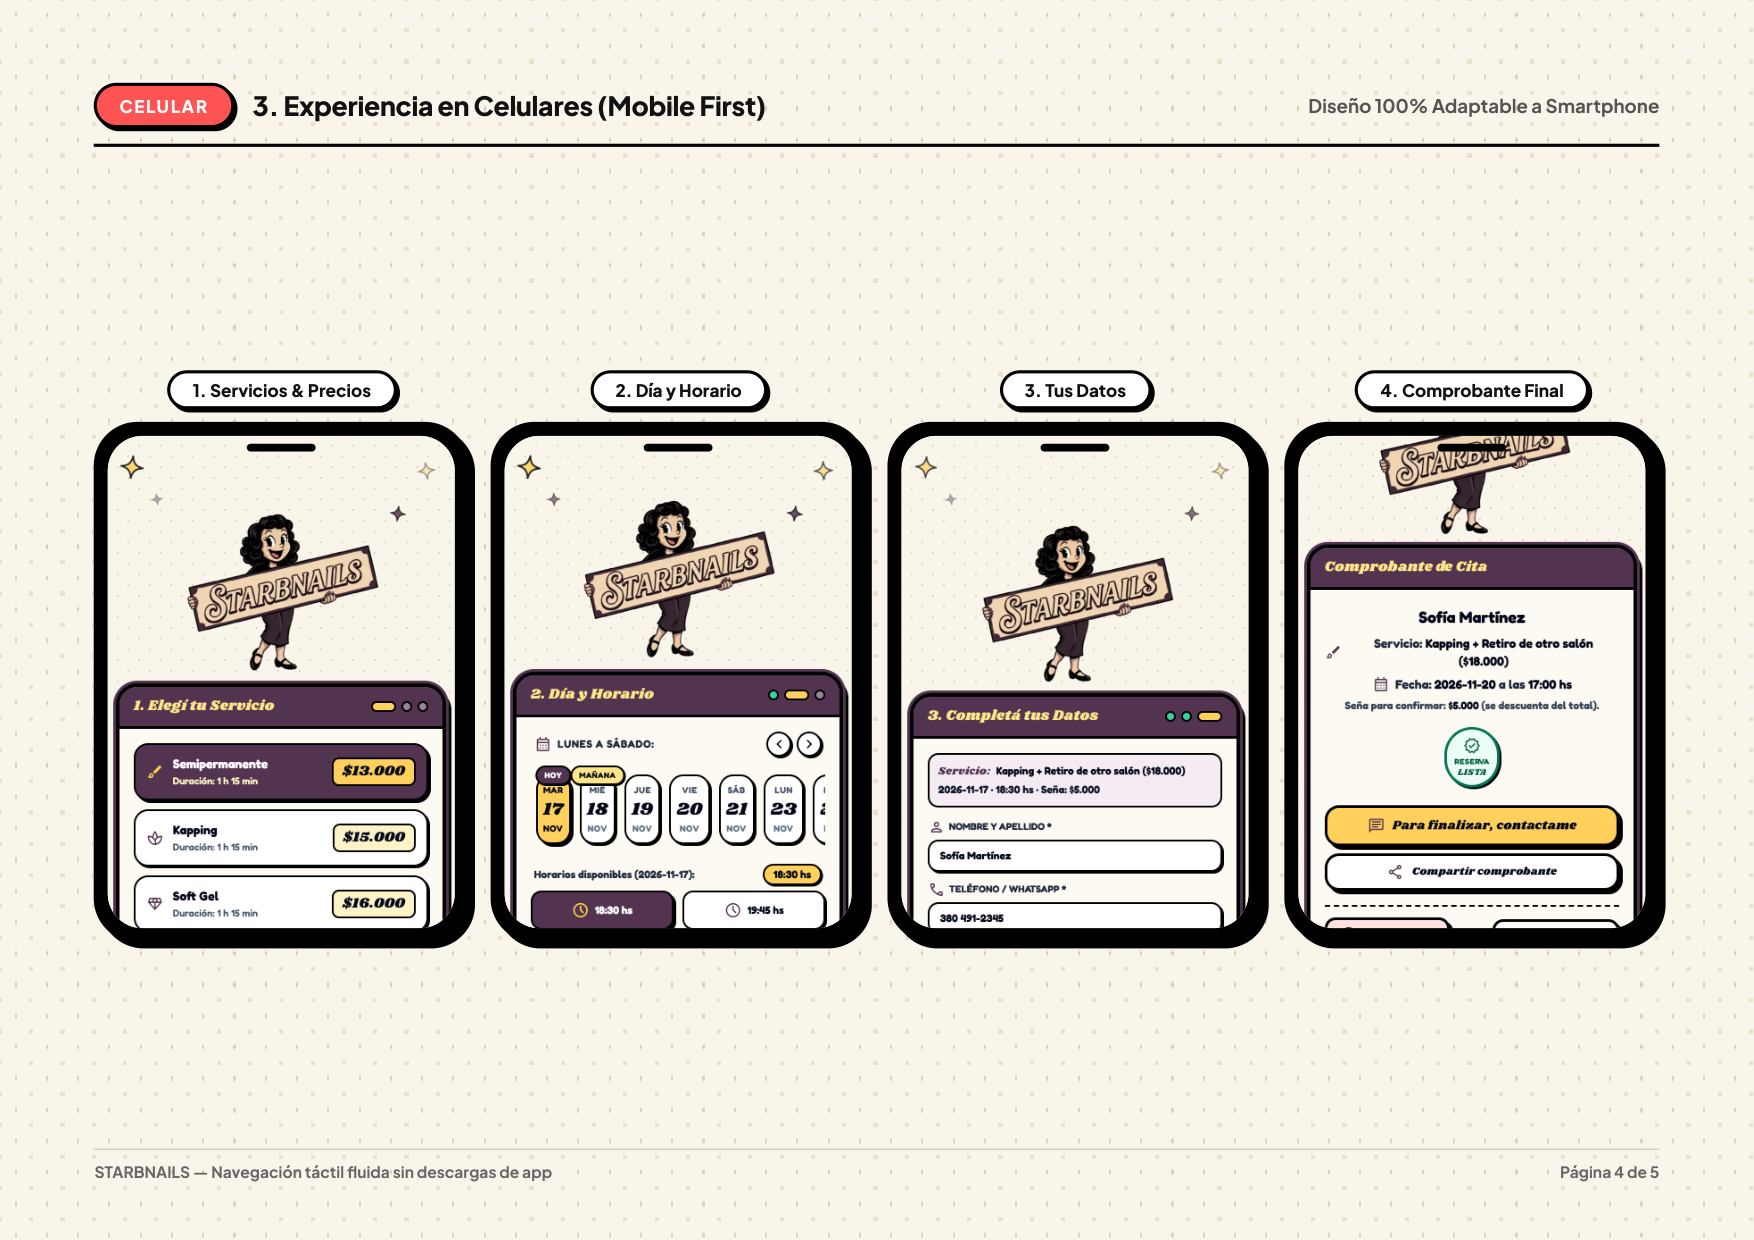 CELULAR
3. Experiencia en Celulares (Mobile First)
Diseño 100% Adaptable a Smartphone
1. Servicios & Precios
STARBNAILS
1. Elegí tu Servicio
Semipermanente
Duración: 1 h 15 min
$13.000
Kapping
Duración: 1 h 15 min
$15.000
Soft Gel
Duración: 1 h 15 min
$16.000
2. Día y Horario
STARBNAILS
2. Día y Horario
LUNES A SÁBADO:
HOY
MAÑANA
MAR
17
NOV
MIÉ
18
NOV
JUE
19
NOV
VIE
20
NOV
SÁB
21
NOV
LUN
23
NOV
Horarios disponibles (2026-11-17):
18:30 hs
18:30 hs
19:45 hs
3. Tus Datos
STARBNAILS
3. Completá tus Datos
Servicio: Kapping + Retiro de otro salón ($18.000)
2026-11-17 · 18:30 hs · Seña: $5.000
NOMBRE Y APELLIDO *
Sofía Martínez
TELÉFONO / WHATSAPP *
380 491-2345
4. Comprobante Final
STARBNAILS
Comprobante de Cita
Sofía Martínez
Servicio: Kapping + Retiro de otro salón
($18.000)
Fecha: 2026-11-20 a las 17:00 hs
Seña para confirmar: $5.000 (se descuenta del total).
RESERVA
LISTA
Para finalizar, contactame
Compartir comprobante
STARBNAILS — Navegación táctil fluida sin descargas de app
Página 4 de 5